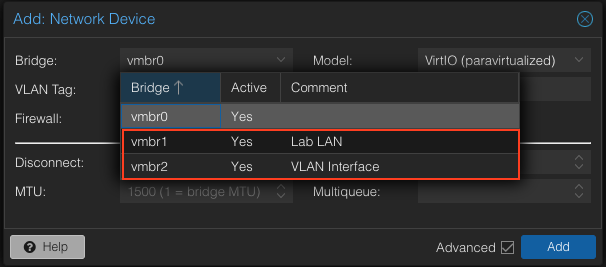 Add: Network Device
Bridge: vmbr0 Model: VirtIO (paravirtualized)
VLAN Tag:
Bridge Active Comment
Firewall:
vmbr0 Yes
vmbr1 Yes Lab LAN
vmbr2 Yes VLAN Interface
Disconnect:
MTU: 1500 (1 = bridge MTU) Multiqueue:
Help Advanced Add